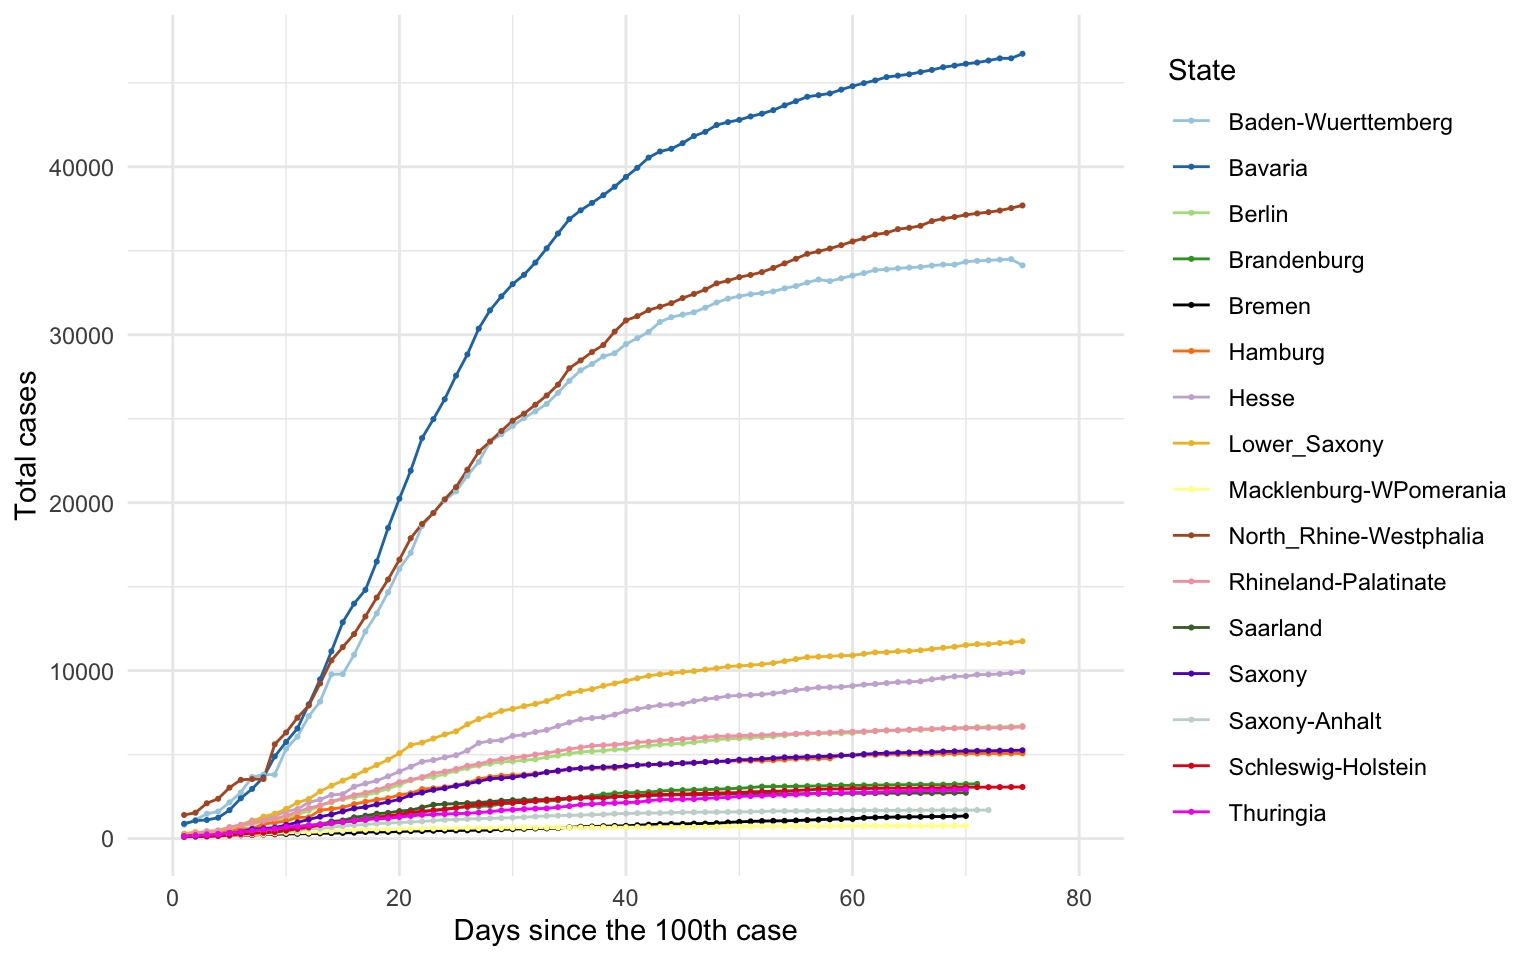 Total cases
40000
30000
20000
10000
0
0 20 40 60 80
Days since the 100th case
State
Baden-Wuerttemberg
Bavaria
Berlin
Brandenburg
Bremen
Hamburg
Hesse
Lower_Saxony
Macklenburg-WPomerania
North_Rhine-Westphalia
Rhineland-Palatinate
Saarland
Saxony
Saxony-Anhalt
Schleswig-Holstein
Thuringia